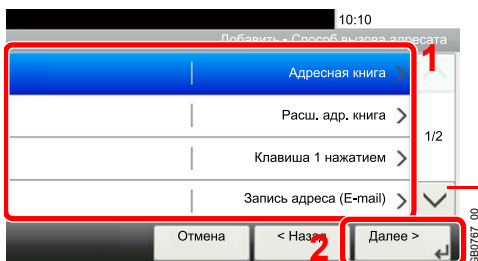 10:10
Добавить - Способ вызова адресата
1
Адресная книга
Расш. адр. книга
1/2
Клавиша 1 нажатием
Запись адреса (E-mail)
Отмена
< Назад
Далее >
2
GB0767_00